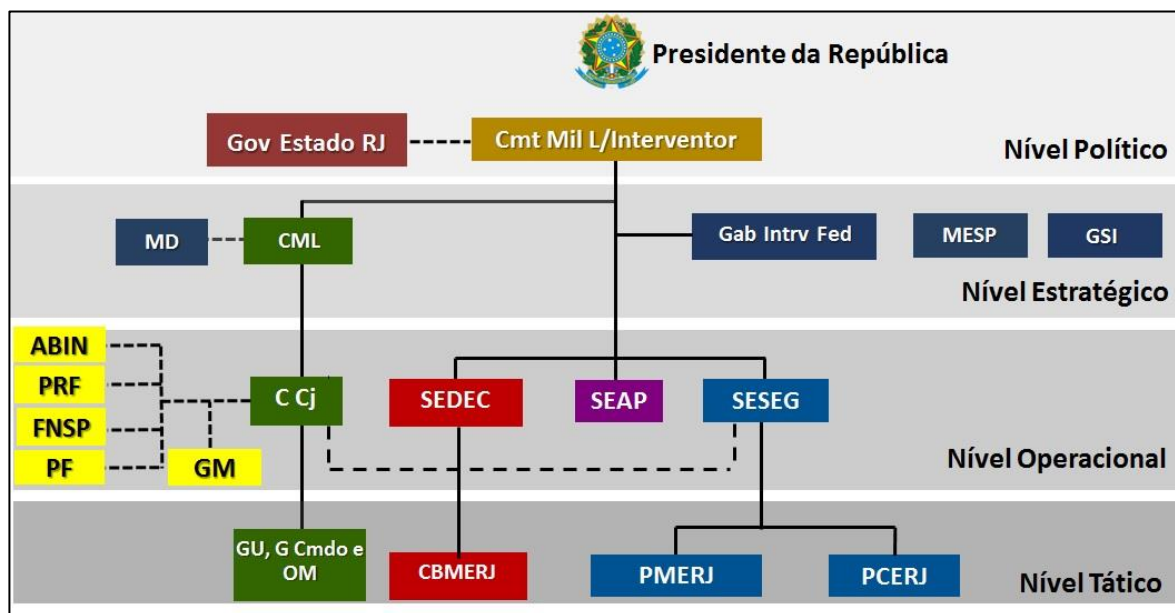 Presidente da República
Gov Estado RJ
Cmt Mil L/Interventor
Nível Político
MD
CML
Gab Intrv Fed
MESP
GSI
Nível Estratégico
ABIN
PRF
FNSP
PF
GM
C Cj
SEDEC
SEAP
SESEG
Nível Operacional
GU, G Cmdo e
OM
CBMERJ
PMERJ
PCERJ
Nível Tático